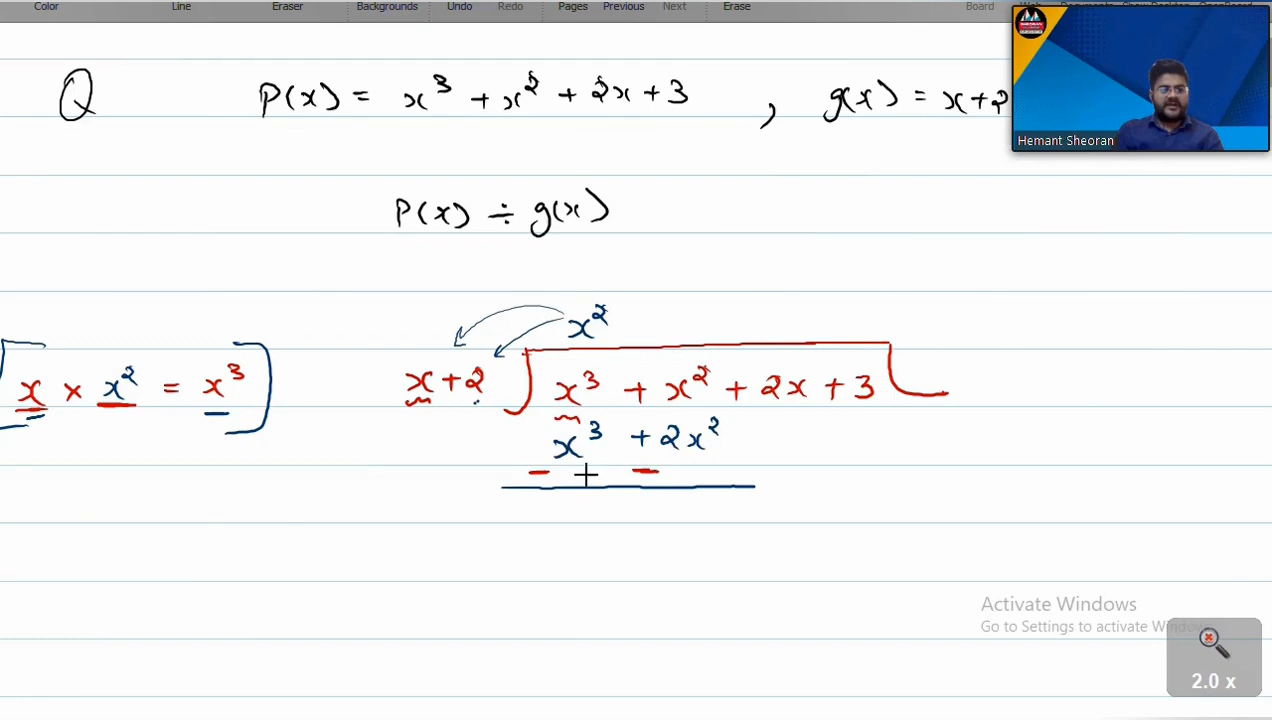 Color Line Eraser Backgrounds Undo Redo Pages Previous Next Erase Board
Hemant Sheoran
Q P(x) = x³ + x² + 2x + 3 , g(x) = x+2
P(x) ÷ g(x)
x²
[x × x² = x³] x+2 x³ + x² + 2x + 3
x³ + 2x²
− −
Activate Windows
Go to Settings to activate Windows.
2.0 x